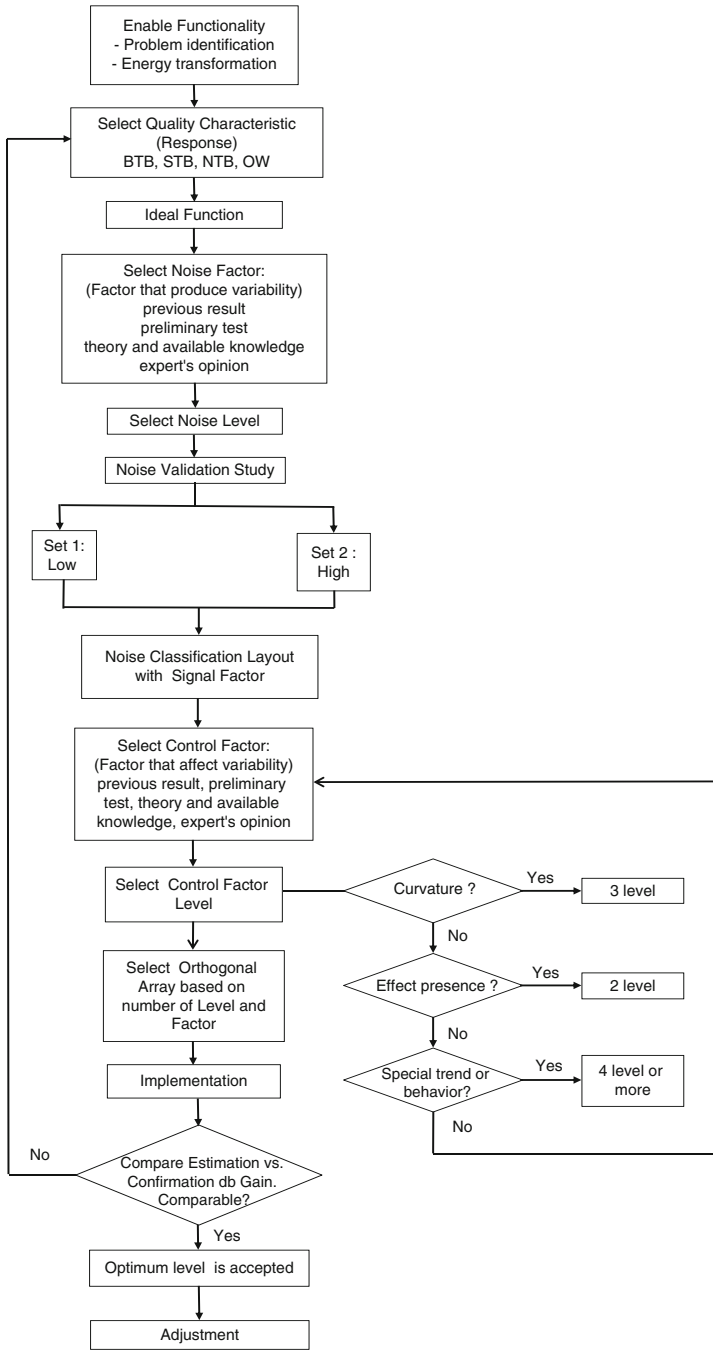 Enable Functionality
- Problem identification
- Energy transformation
Select Quality Characteristic
(Response)
BTB, STB, NTB, OW
Ideal Function
Select Noise Factor:
(Factor that produce variability)
previous result
preliminary test
theory and available knowledge
expert's opinion
Select Noise Level
Noise Validation Study
Set 1:
Low
Set 2 :
High
Noise Classification Layout
with Signal Factor
Select Control Factor:
(Factor that affect variability)
previous result, preliminary
test, theory and available
knowledge, expert's opinion
Select Control Factor
Level
Curvature ?
Yes
3 level
No
Effect presence ?
Yes
2 level
No
Special trend or
behavior?
Yes
4 level or
more
No
Select Orthogonal
Array based on
number of Level and
Factor
Implementation
Compare Estimation vs.
Confirmation db Gain.
Comparable?
No
Yes
Optimum level is accepted
Adjustment